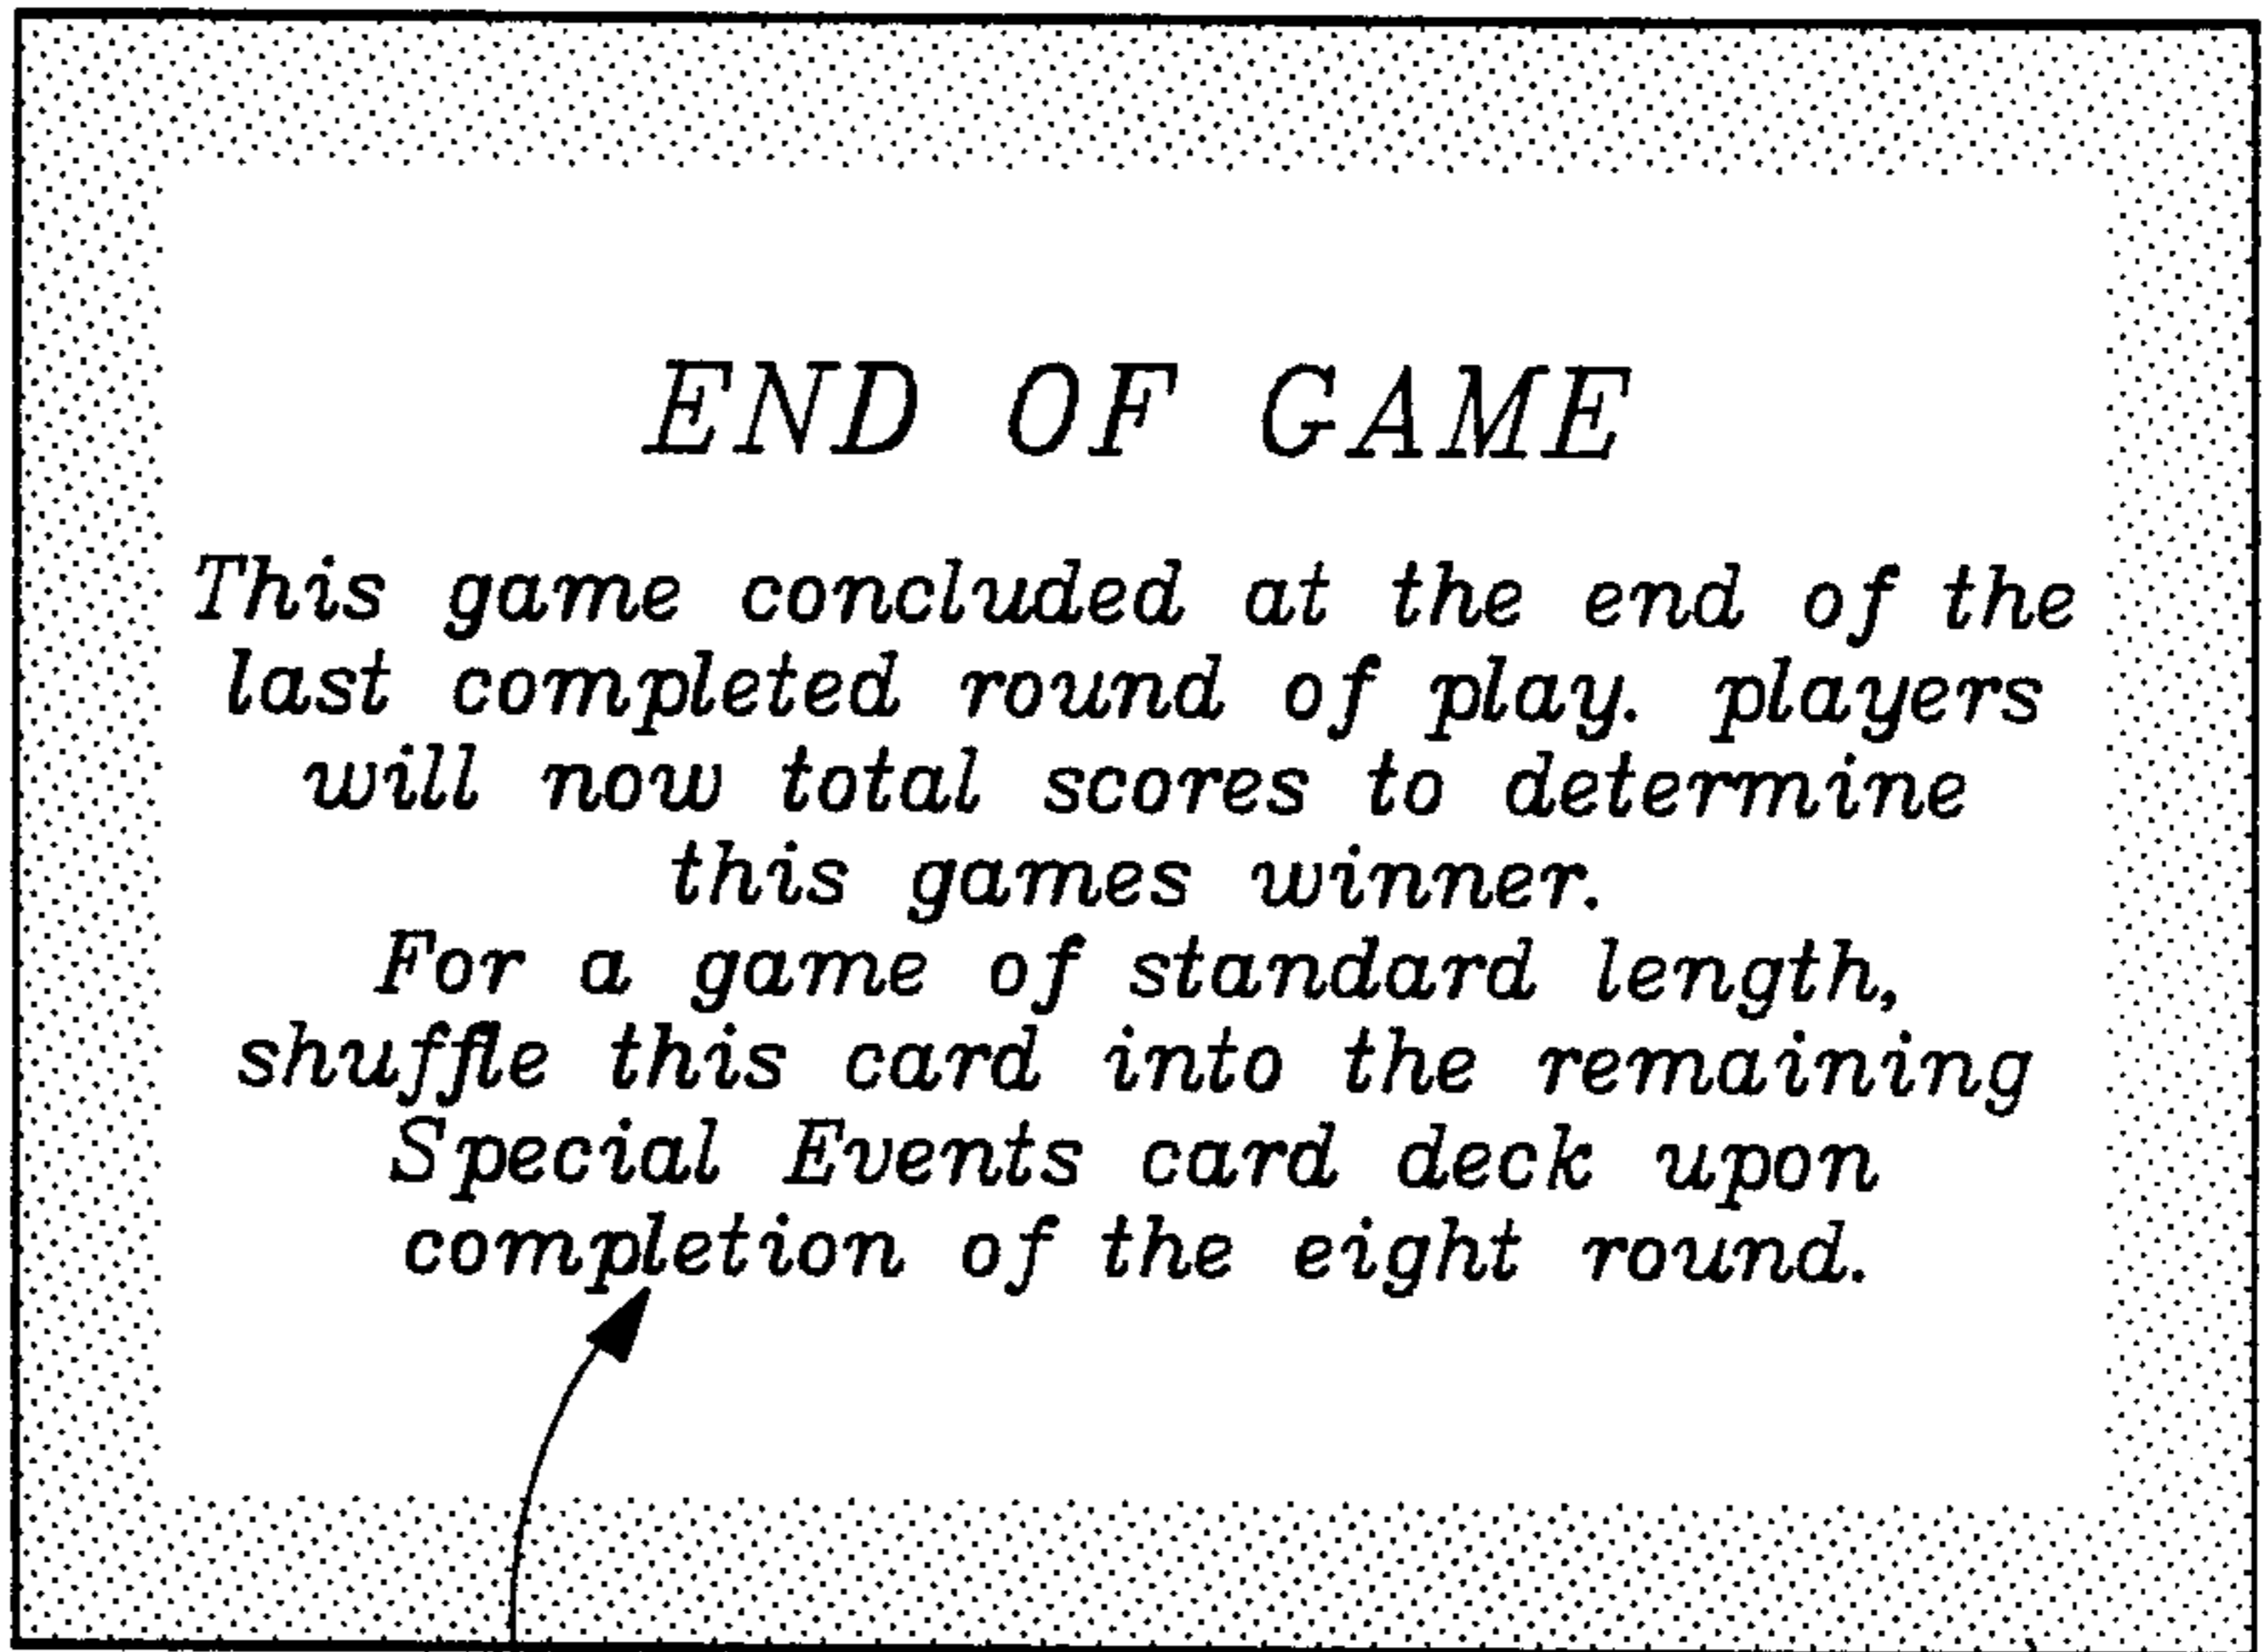 END OF GAME
This game concluded at the end of the
last completed round of play. players
will now total scores to determine
this games winner.
For a game of standard length,
shuffle this card into the remaining
Special Events card deck upon
completion of the eight round.